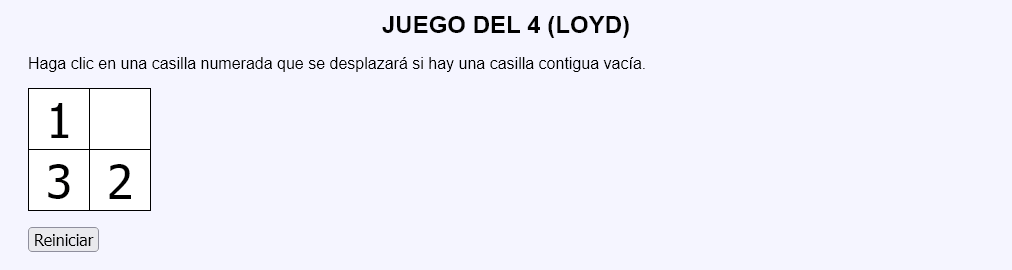 JUEGO DEL 4 (LOYD)
Haga clic en una casilla numerada que se desplazará si hay una casilla contigua vacía.
1
3 2
Reiniciar